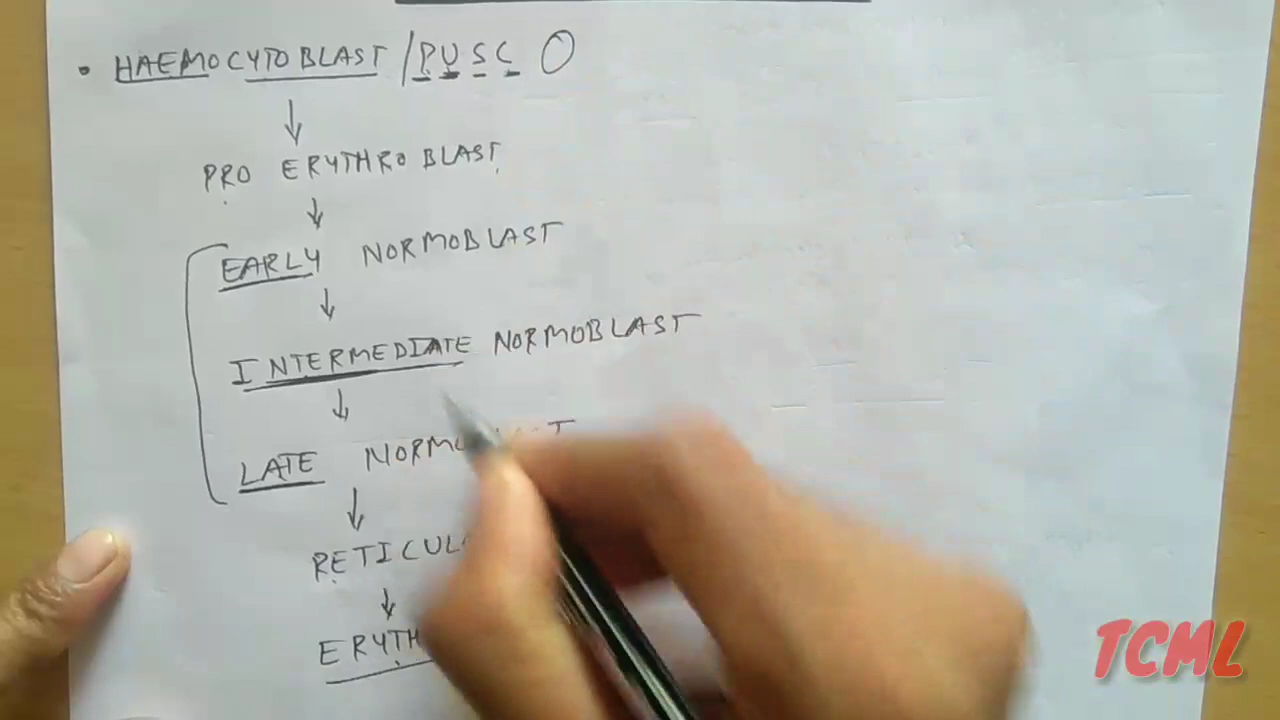 • HAEMOCYTOBLAST / PUSC
↓
PRO ERYTHROBLAST
↓
EARLY NORMOBLAST
↓
INTERMEDIATE NORMOBLAST
↓
LATE
↓
↓
TCML